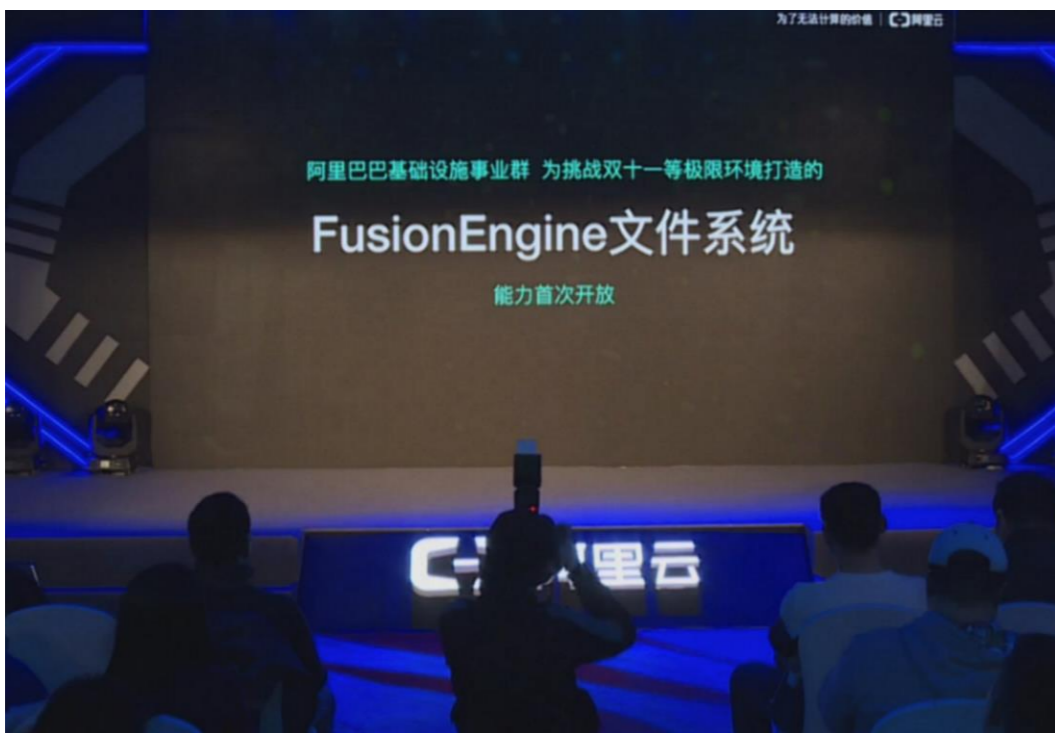 为了无法计算的价值 | 阿里云
阿里巴巴基础设施事业群 为挑战双十一等极限环境打造的
FusionEngine文件系统
能力首次开放
里云